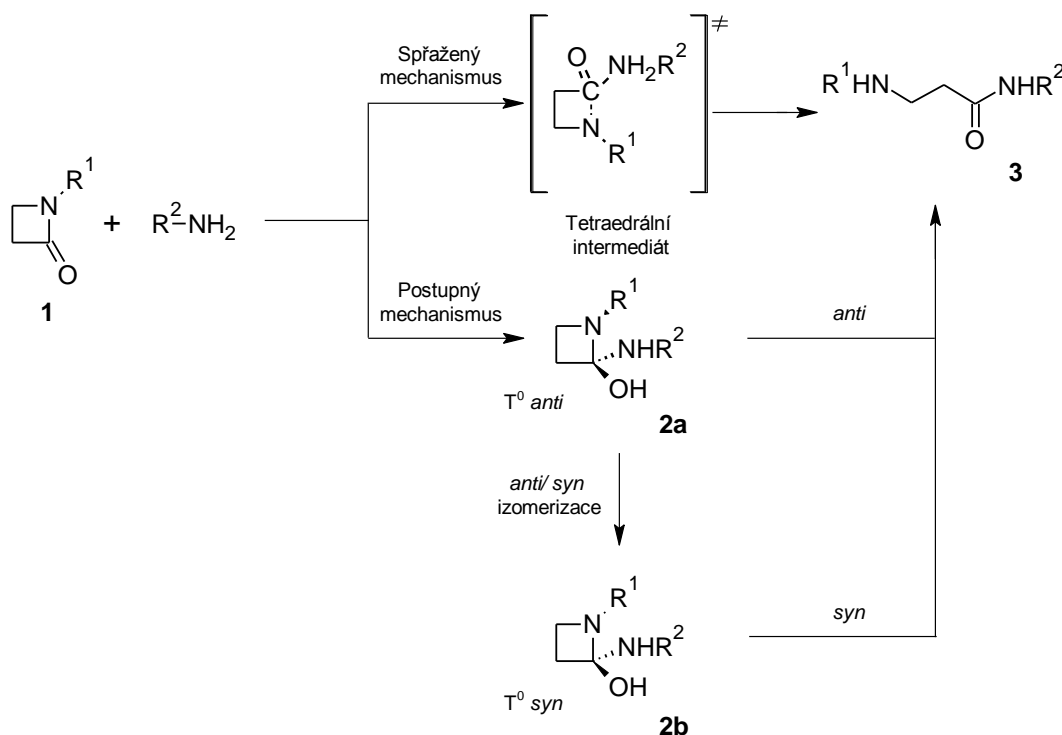 Spřažený
mechanismus
O
NH₂R²
C
N
R¹
≠
R¹HN
NHR²
O
3
N
R¹
O
1
+
R²–NH₂
Tetraedrální
intermediát
Postupný
mechanismus
R¹
N
NHR²
OH
T⁰ anti
2a
anti
anti/ syn
izomerizace
R¹
N
NHR²
OH
T⁰ syn
2b
syn